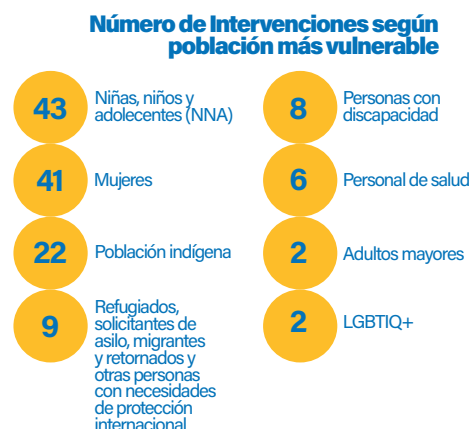 Número de Intervenciones según
población más vulnerable
43
Niñas, niños y
adolecentes (NNA)
41
Mujeres
22
Población indígena
9
Refugiados,
solicitantes de
asilo, migrantes
y retornados y
otras personas
con necesidades
de protección
internacional
8
Personas con
discapacidad
6
Personal de salud
2
Adultos mayores
2
LGBTIQ+